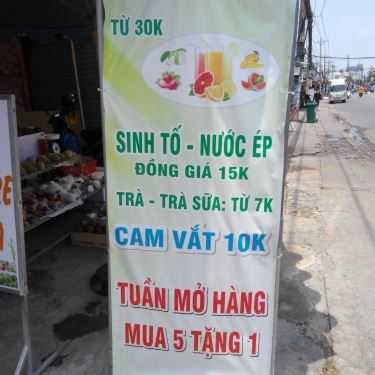 TỪ 30K
SINH TỐ - NƯỚC ÉP
ĐỒNG GIÁ 15K
TRÀ - TRÀ SỮA: TỪ 7K
CAM VẮT 10K
TUẦN MỞ HÀNG
MUA 5 TẶNG 1